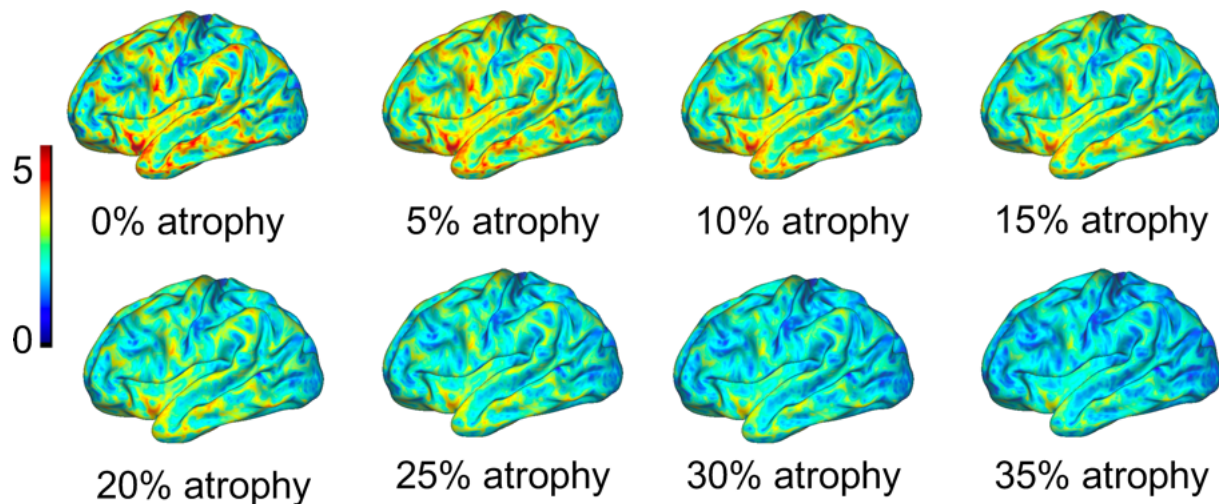 5
0
0% atrophy
5% atrophy
10% atrophy
15% atrophy
20% atrophy
25% atrophy
30% atrophy
35% atrophy